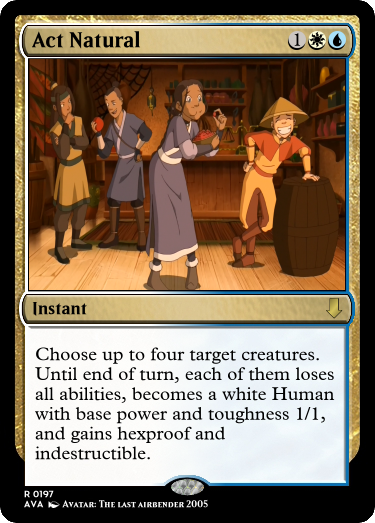 Act Natural 1
Instant
Choose up to four target creatures.
Until end of turn, each of them loses
all abilities, becomes a white Human
with base power and toughness 1/1,
and gains hexproof and
indestructible.
R 0197
AVA Avatar: The last airbender 2005